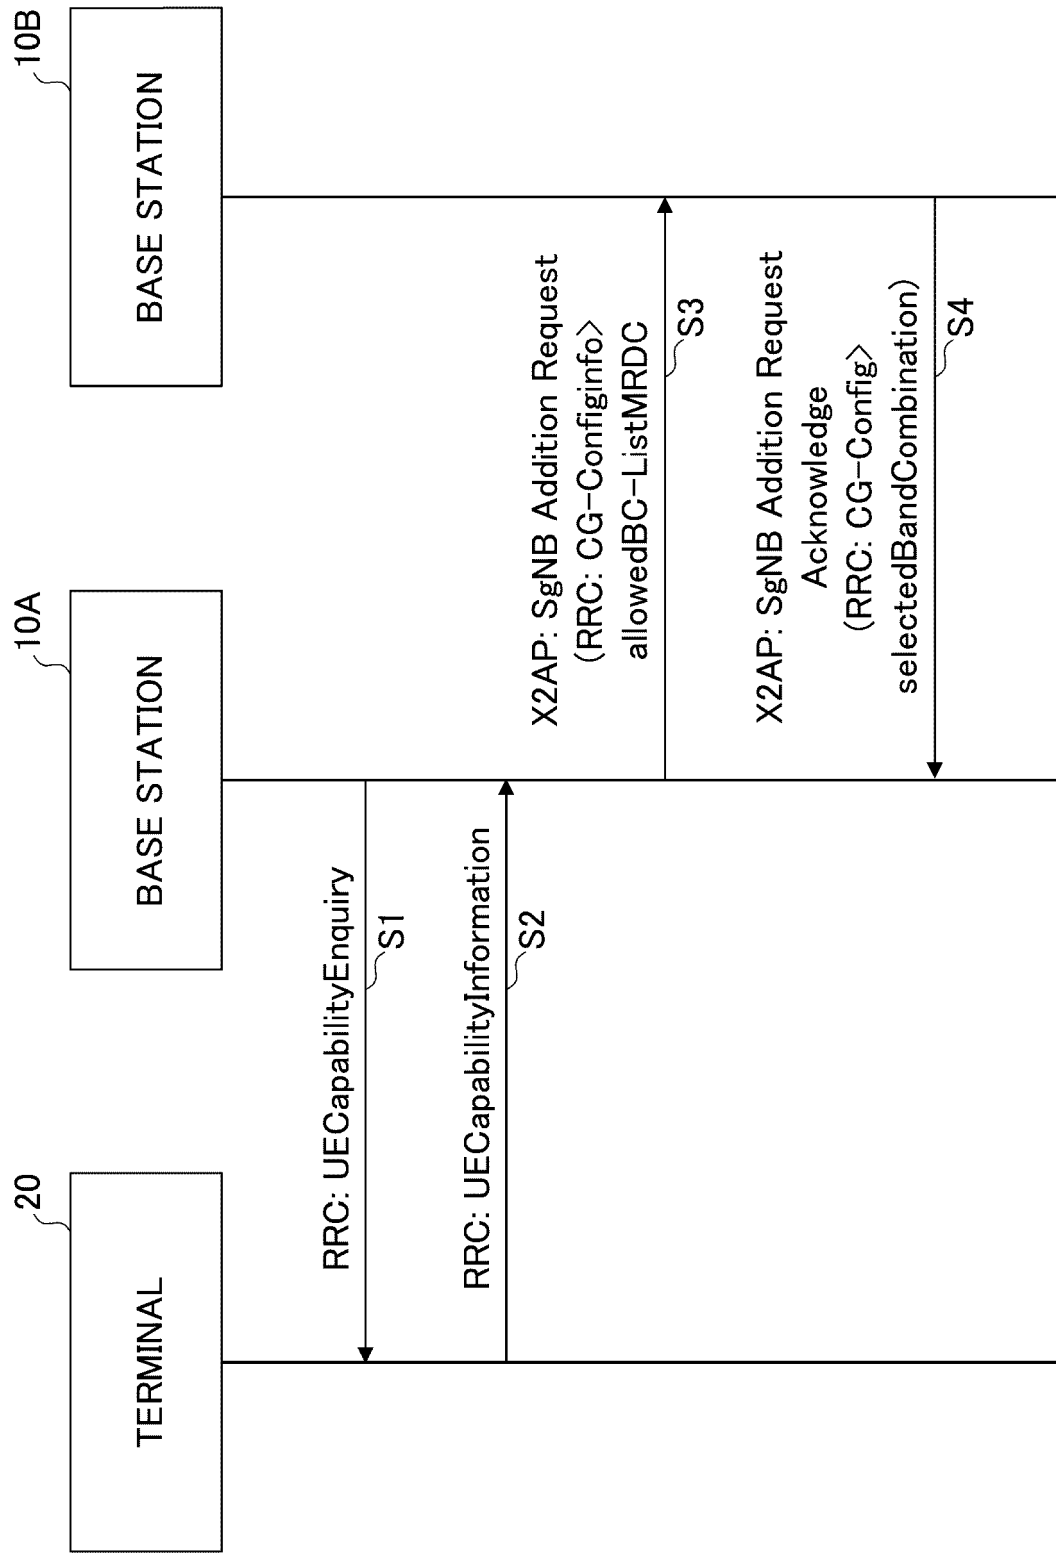 20
TERMINAL
10A
BASE STATION
10B
BASE STATION
RRC: UECapabilityEnquiry
S1
RRC: UECapabilityInformation
S2
X2AP: SgNB Addition Request
(RRC: CG-Configinfo>
allowedBC-ListMRDC
S3
X2AP: SgNB Addition Request
Acknowledge
(RRC: CG-Config>
selectedBandCombination)
S4